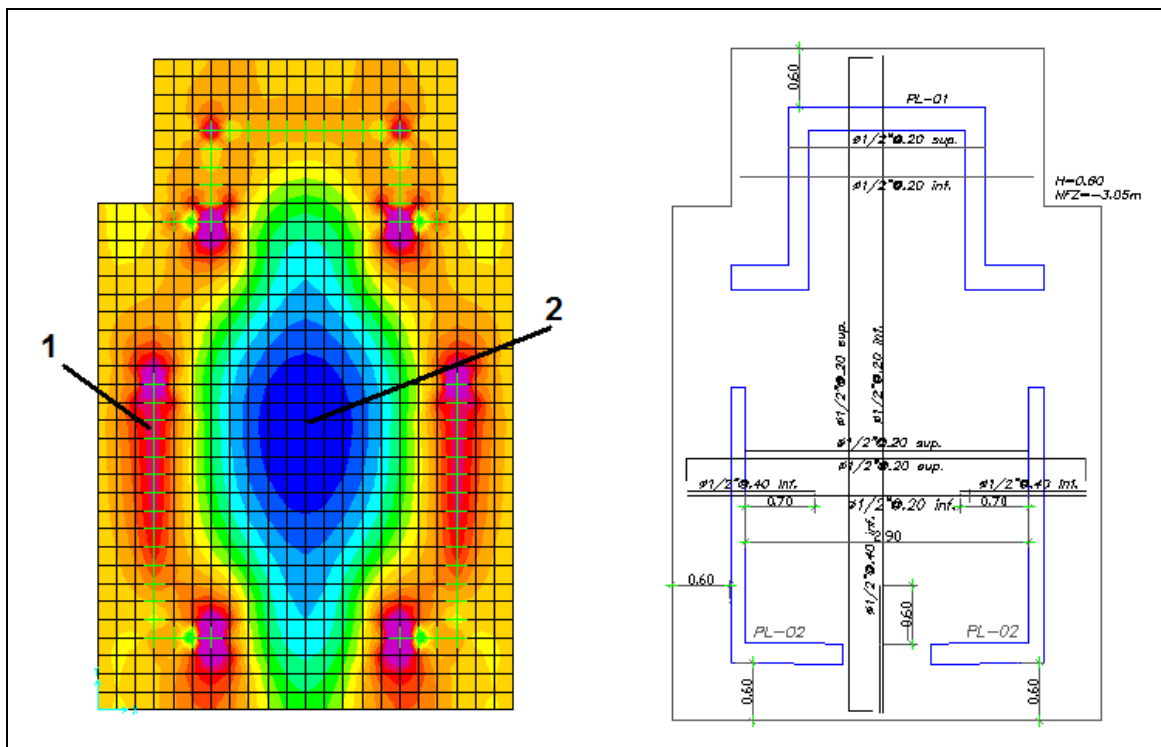 1
2
0.60
PL-01
ø1/2"@.20 sup.
ø1/2"@.20 inf.
H=0.60
NFZ=-3.05m
ø1/2"@.20 sup.
ø1/2"@.20 inf.
ø1/2"@.20 sup.
ø1/2"@.20 sup.
ø1/2"@.40 inf.
ø1/2"@.40 inf.
0.70
ø1/2"@.20 inf.
0.70
2.90
ø1/2"@.40 inf.
0.60
0.60
PL-02
PL-02
0.60
0.60